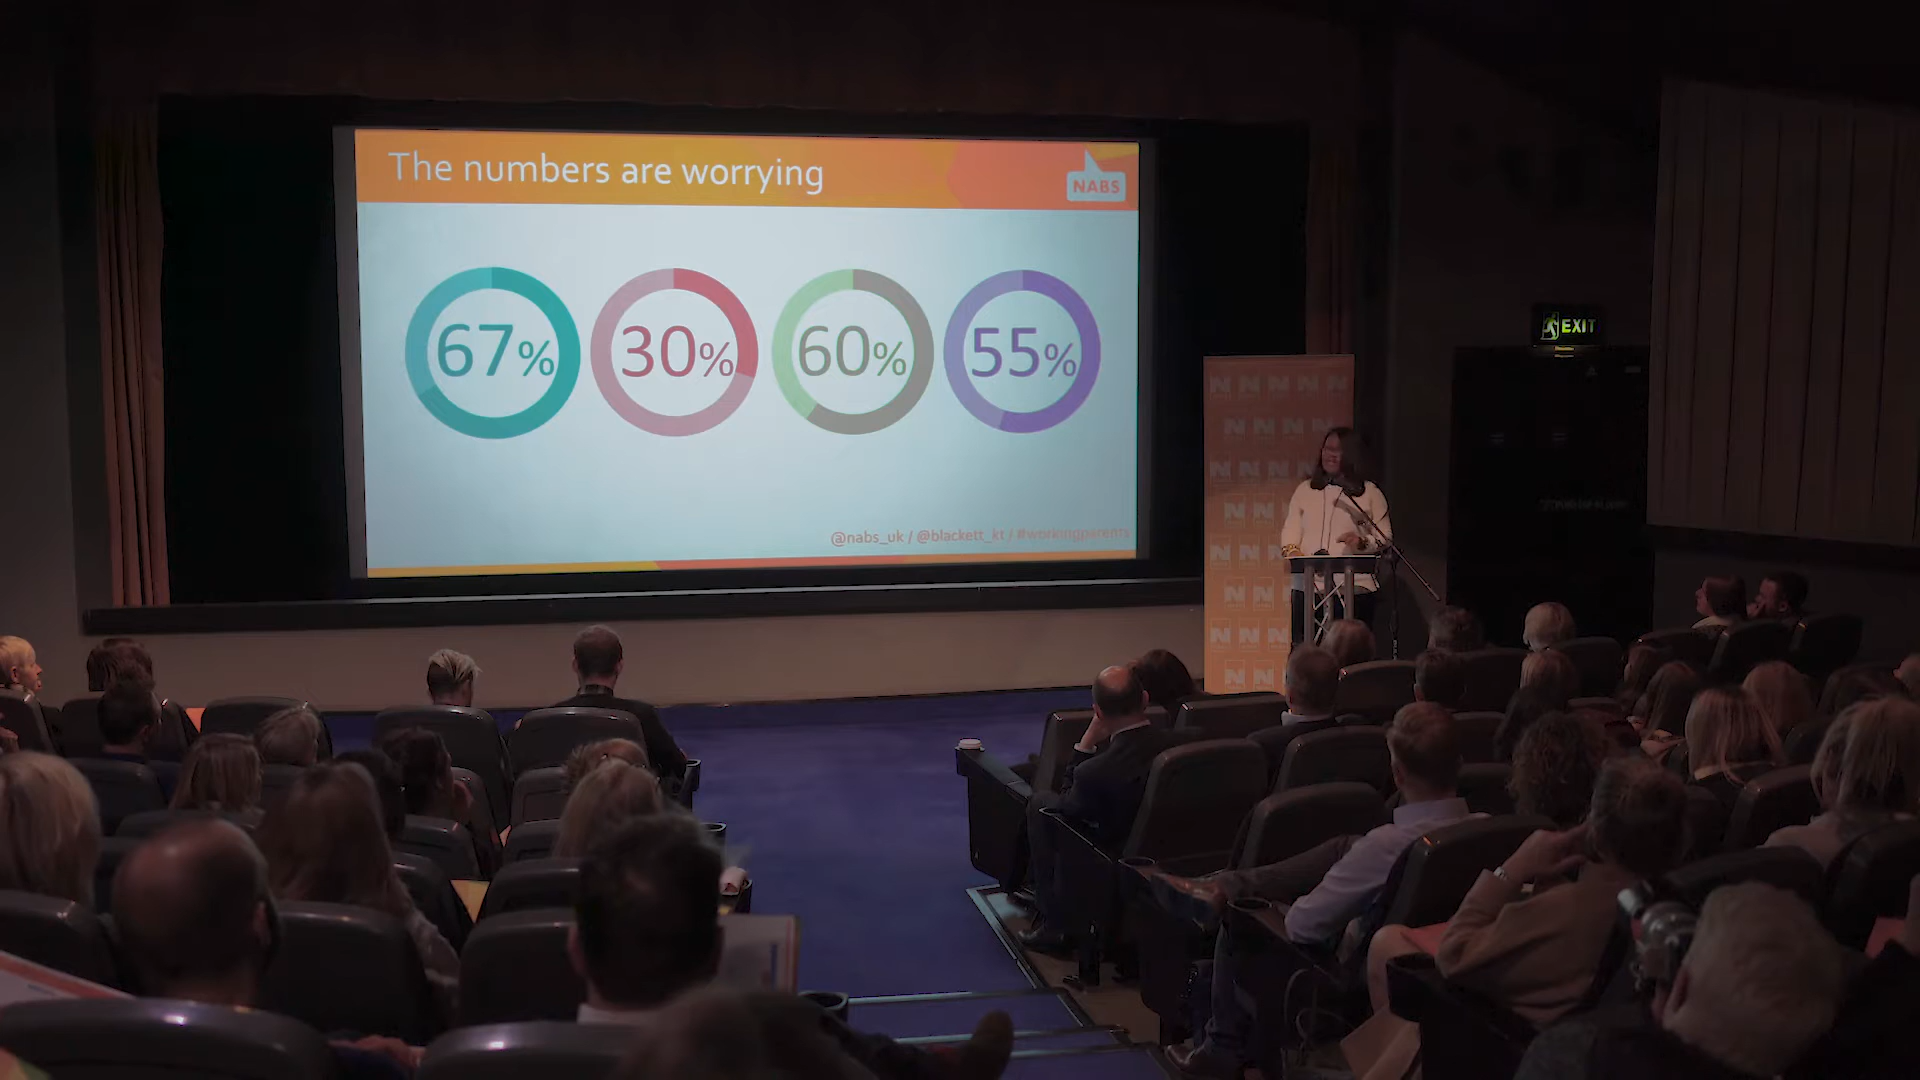 The numbers are worrying
NABS
67%
30%
60%
55%
@nabs_uk / @blackett_kt / #workingparents
EXIT